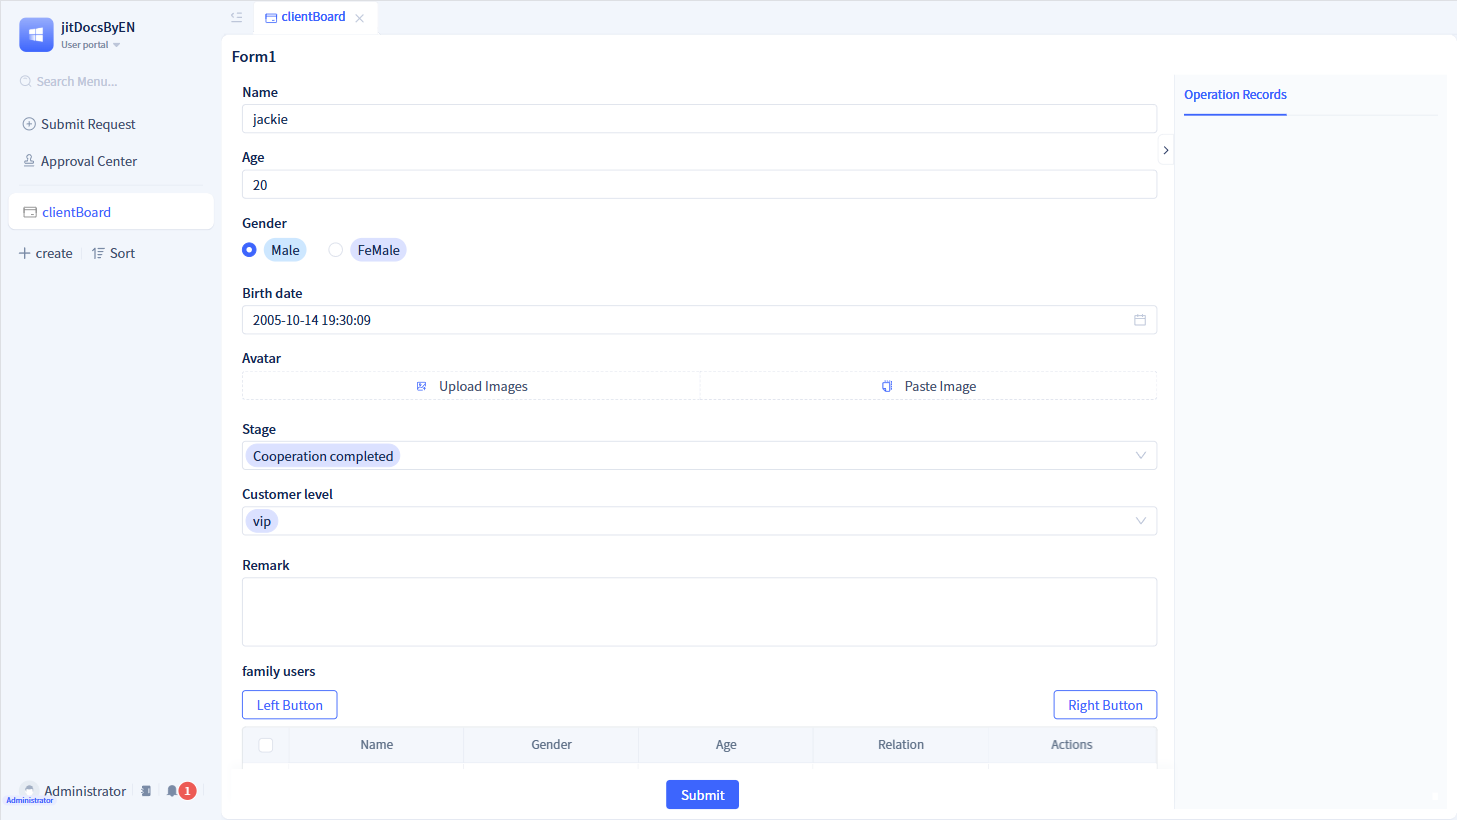 jitDocsByEN
User portal
Search Menu...
Submit Request
Approval Center
clientBoard
create
Sort
Administrator
1
Administrator
clientBoard
Form1
Name
jackie
Age
20
Gender
Male
FeMale
Birth date
2005-10-14 19:30:09
Avatar
Upload Images
Paste Image
Stage
Cooperation completed
Customer level
vip
Remark
family users
Left Button
Right Button
Name Gender Age Relation Actions
Submit
Operation Records